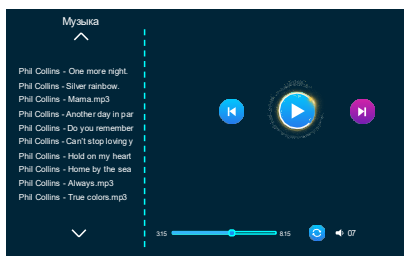 Музыка
Phil Collins - One more night.
Phil Collins - Silver rainbow.
Phil Collins - Mama.mp3
Phil Collins - Another day in par
Phil Collins - Do you remember
Phil Collins - Can't stop loving y
Phil Collins - Hold on my heart
Phil Collins - Home by the sea
Phil Collins - Always.mp3
Phil Collins - True colors.mp3
3:15 8:15 07